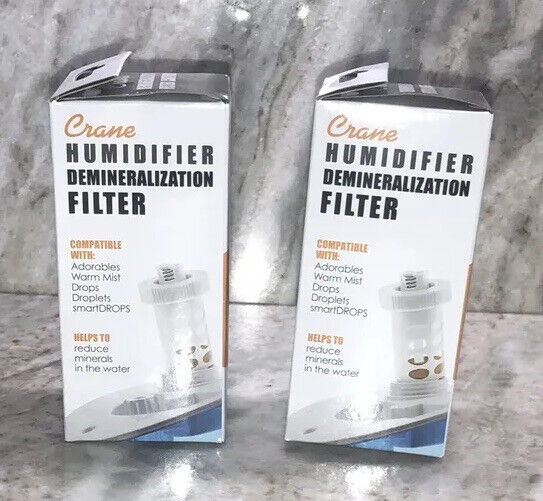 Crane
HUMIDIFIER
DEMINERALIZATION
FILTER
COMPATIBLE
WITH:
Adorables
Warm Mist
Drops
Droplets
smartDROPS
HELPS TO
reduce
minerals
in the water
Crane
HUMIDIFIER
DEMINERALIZATION
FILTER
COMPATIBLE
WITH:
Adorables
Warm Mist
Drops
Droplets
smartDROPS
HELPS TO
reduce
minerals
in the water